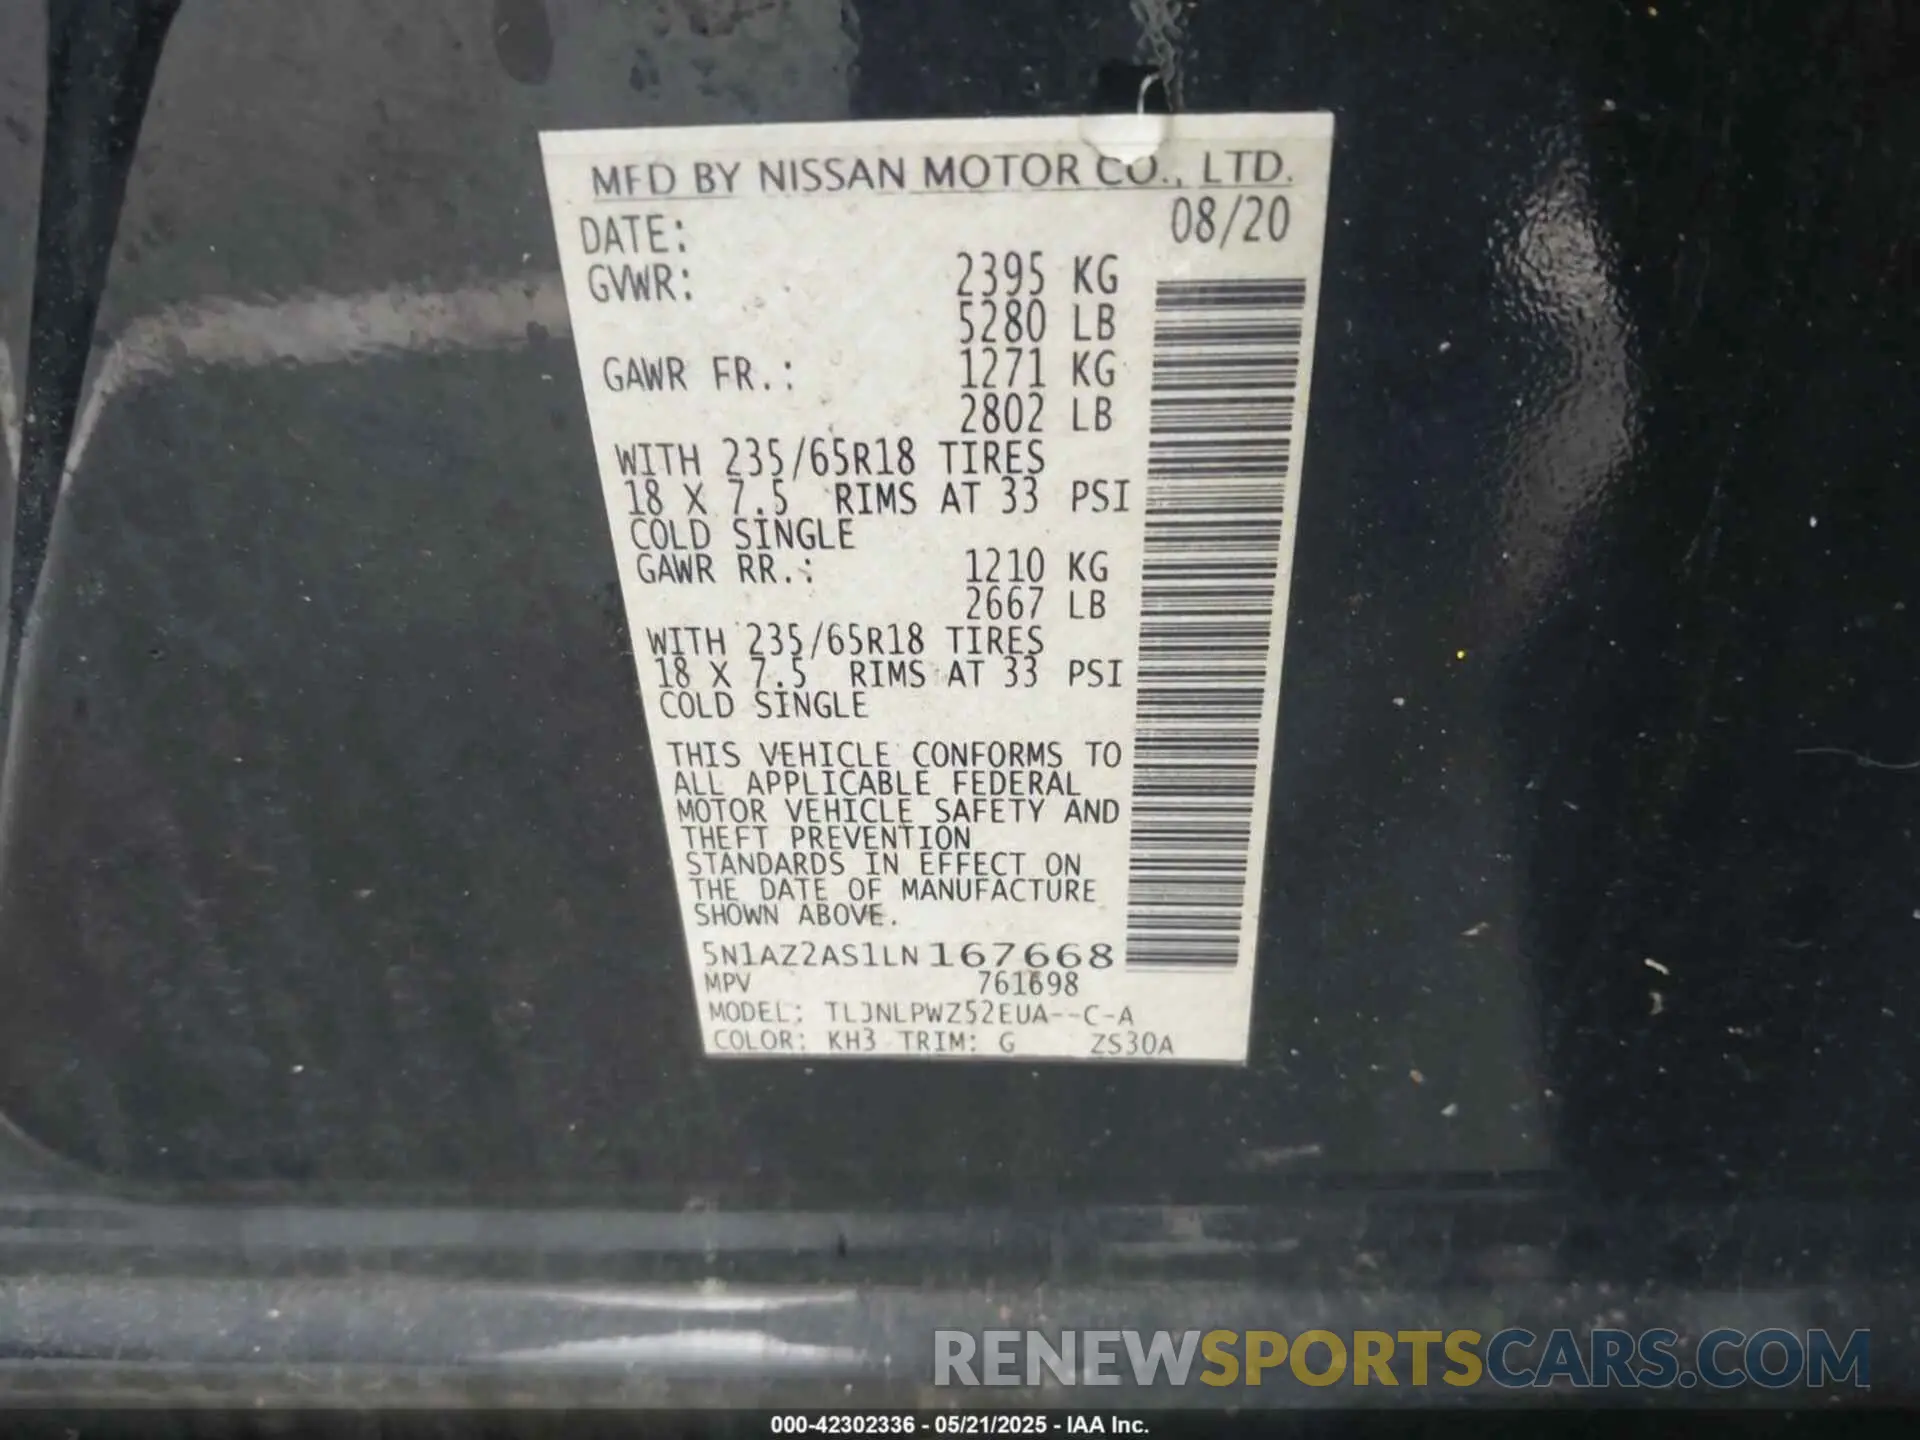 MFD BY NISSAN MOTOR CO., LTD.
DATE: 08/20
GVWR: 2395 KG
5280 LB
GAWR FR.: 1271 KG
2802 LB
WITH 235/65R18 TIRES
18 X 7.5 RIMS AT 33 PSI
COLD SINGLE
GAWR RR.: 1210 KG
2667 LB
WITH 235/65R18 TIRES
18 X 7.5 RIMS AT 33 PSI
COLD SINGLE
THIS VEHICLE CONFORMS TO
ALL APPLICABLE FEDERAL
MOTOR VEHICLE SAFETY AND
THEFT PREVENTION
STANDARDS IN EFFECT ON
THE DATE OF MANUFACTURE
SHOWN ABOVE.
5N1AZ2AS1LN167668
MPV 761698
MODEL: TLJNLPWZ52EUA--C-A
COLOR: KH3 TRIM: G ZS30A
RENEWSPORTSCARS.COM
000-42302336 - 05/21/2025 - IAA Inc.